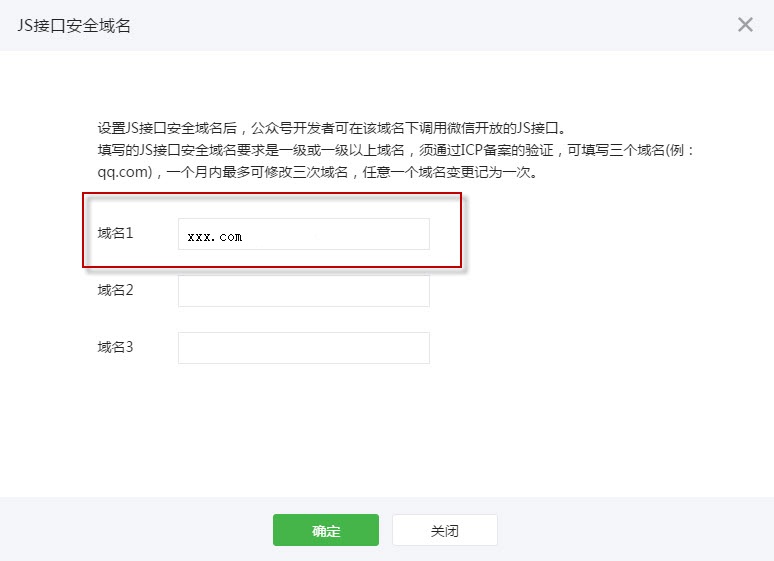 JS接口安全域名
设置JS接口安全域名后，公众号开发者可在该域名下调用微信开放的JS接口。
填写的JS接口安全域名要求是一级或一级以上域名，须通过ICP备案的验证，可填写三个域名(例：
qq.com)，一个月内最多可修改三次域名，任意一个域名变更记为一次。
域名1 xxx.com
域名2
域名3
确定 关闭